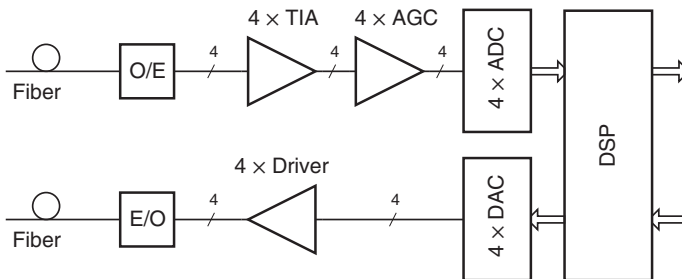 4 × TIA
4 × AGC
4
4
4
O/E
Fiber
4 × ADC
DSP
4 × Driver
4
4
E/O
Fiber
4 × DAC